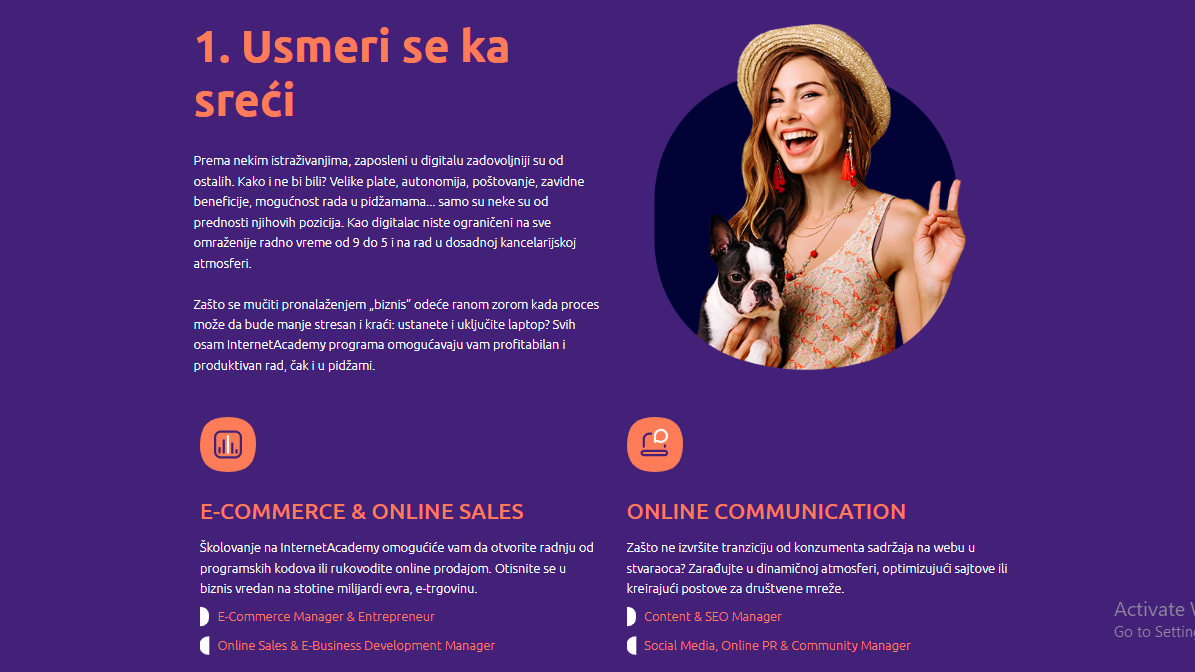 1. Usmeri se ka
sreći
Prema nekim istraživanjima, zaposleni u digitalu zadovoljniji su od
ostalih. Kako i ne bi bili? Velike plate, autonomija, poštovanje, zavidne
beneficije, mogućnost rada u pidžamama... samo su neke su od
prednosti njihovih pozicija. Kao digitalac niste ograničeni na sve
omraženije radno vreme od 9 do 5 i na rad u dosadnoj kancelarijskoj
atmosferi.
Zašto se mučiti pronalaženjem „biznis” odeće ranom zorom kada proces
može da bude manje stresan i kraći: ustanete i uključite laptop? Svih
osam InternetAcademy programa omogućavaju vam profitabilan i
produktivan rad, čak i u pidžami.
E-COMMERCE & ONLINE SALES
Školovanje na InternetAcademy omogućiće vam da otvorite radnju od
programskih kodova ili rukovodite online prodajom. Otisnite se u
biznis vredan na stotine milijardi evra, e-trgovinu.
E-Commerce Manager & Entrepreneur
Online Sales & E-Business Development Manager
ONLINE COMMUNICATION
Zašto ne izvršite tranziciju od konzumenta sadržaja na webu u
stvaraoca? Zarađujte u dinamičnoj atmosferi, optimizujući sajtove ili
kreirajući postove za društvene mreže.
Content & SEO Manager
Social Media, Online PR & Community Manager
Activate W
Go to Setting